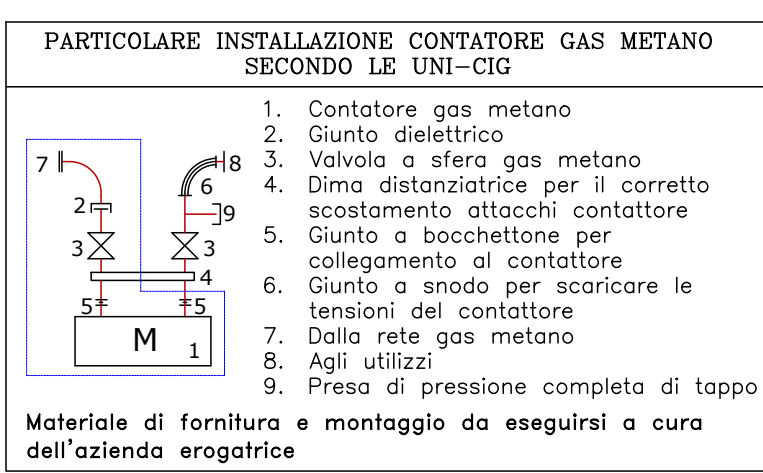 PARTICOLARE INSTALLAZIONE CONTATORE GAS METANO
SECONDO LE UNI-CIG
1. Contatore gas metano
2. Giunto dielettrico
3. Valvola a sfera gas metano
4. Dima distanziatrice per il corretto
scostamento attacchi contattore
5. Giunto a bocchettone per
collegamento al contattore
6. Giunto a snodo per scaricare le
tensioni del contattore
7. Dalla rete gas metano
8. Agli utilizzi
9. Presa di pressione completa di tappo
7
8
6
2
9
3
3
4
5
5
M
1
Materiale di fornitura e montaggio da eseguirsi a cura
dell'azienda erogatrice